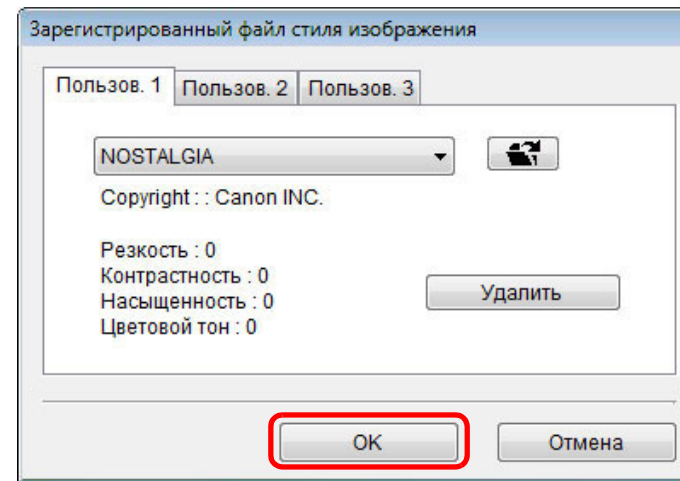 Зарегистрированный файл стиля изображения
Пользов. 1 Пользов. 2 Пользов. 3
NOSTALGIA
Copyright : : Canon INC.
Резкость : 0
Контрастность : 0
Насыщенность : 0
Цветовой тон : 0
Удалить
OK Отмена